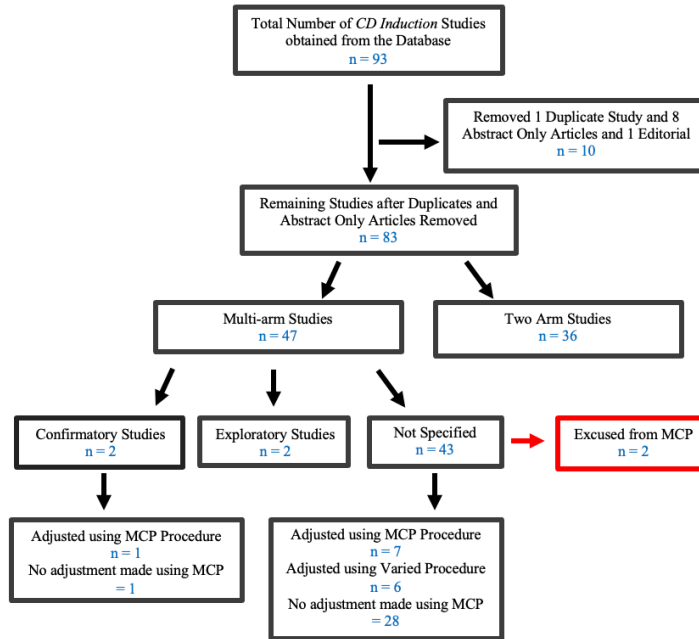 Total Number of CD Induction Studies
obtained from the Database
n = 93
Removed 1 Duplicate Study and 8
Abstract Only Articles and 1 Editorial
n = 10
Remaining Studies after Duplicates and
Abstract Only Articles Removed
n = 83
Multi-arm Studies
n = 47
Two Arm Studies
n = 36
Confirmatory Studies
n = 2
Exploratory Studies
n = 2
Not Specified
n = 43
Excused from MCP
n = 2
Adjusted using MCP Procedure
n = 1
No adjustment made using MCP
= 1
Adjusted using MCP Procedure
n = 7
Adjusted using Varied Procedure
n = 6
No adjustment made using MCP
= 28